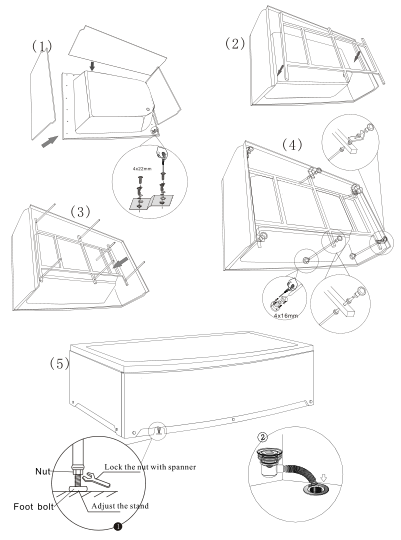 (1)
(2)
4x22mm
(3)
(4)
4x16mm
(5)
Nut
Lock the nut with spanner
Foot bolt
Adjust the stand
1
2